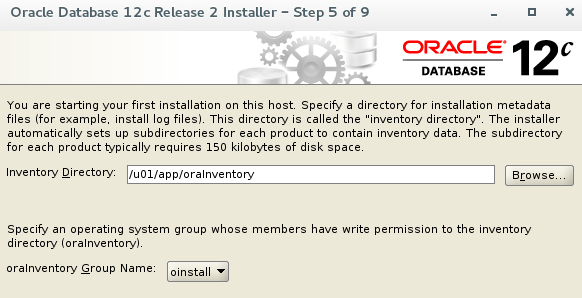 Oracle Database 12c Release 2 Installer – Step 5 of 9
ORACLE
DATABASE
12c
You are starting your first installation on this host. Specify a directory for installation metadata
files (for example, install log files). This directory is called the "inventory directory". The installer
automatically sets up subdirectories for each product to contain inventory data. The subdirectory
for each product typically requires 150 kilobytes of disk space.
Inventory Directory: /u01/app/oraInventory Browse...
Specify an operating system group whose members have write permission to the inventory
directory (oraInventory).
oraInventory Group Name: oinstall